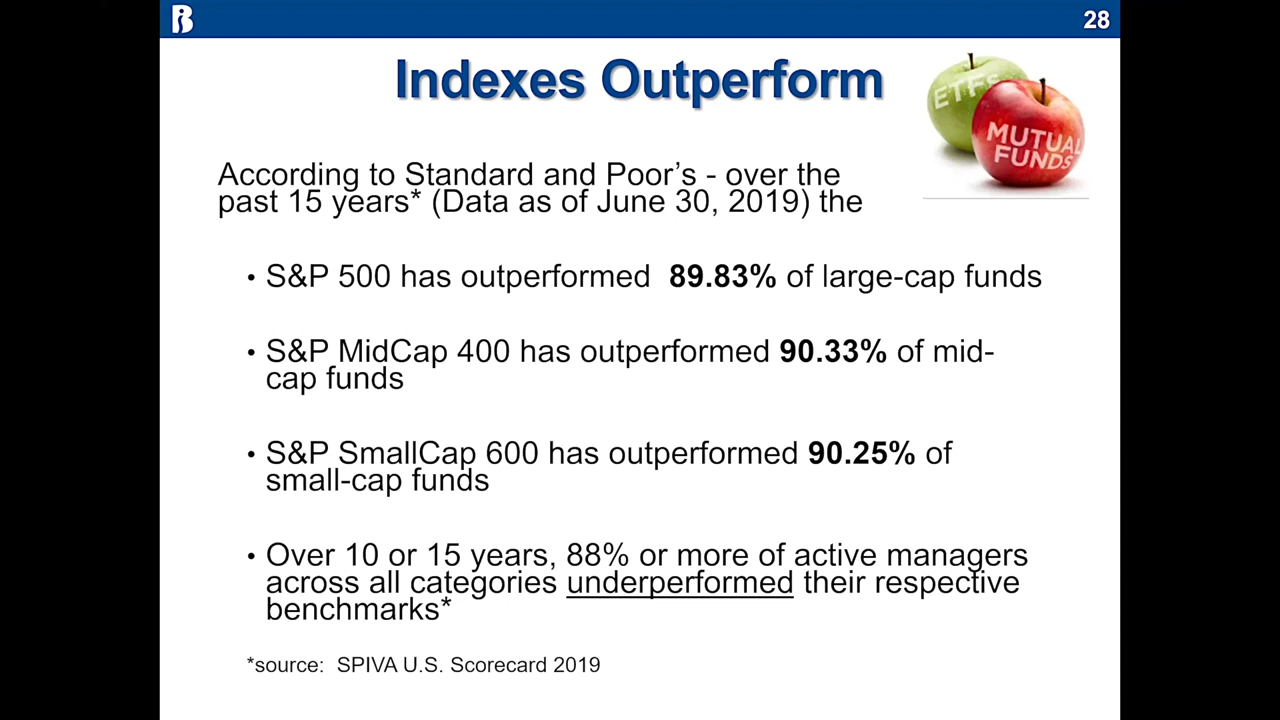 28
Indexes Outperform
ETFs
MUTUAL
FUNDS
According to Standard and Poor’s - over the
past 15 years* (Data as of June 30, 2019) the
• S&P 500 has outperformed  89.83% of large-cap funds
• S&P MidCap 400 has outperformed 90.33% of mid-
cap funds
• S&P SmallCap 600 has outperformed 90.25% of
small-cap funds
• Over 10 or 15 years, 88% or more of active managers
across all categories underperformed their respective
benchmarks*
*source:  SPIVA U.S. Scorecard 2019